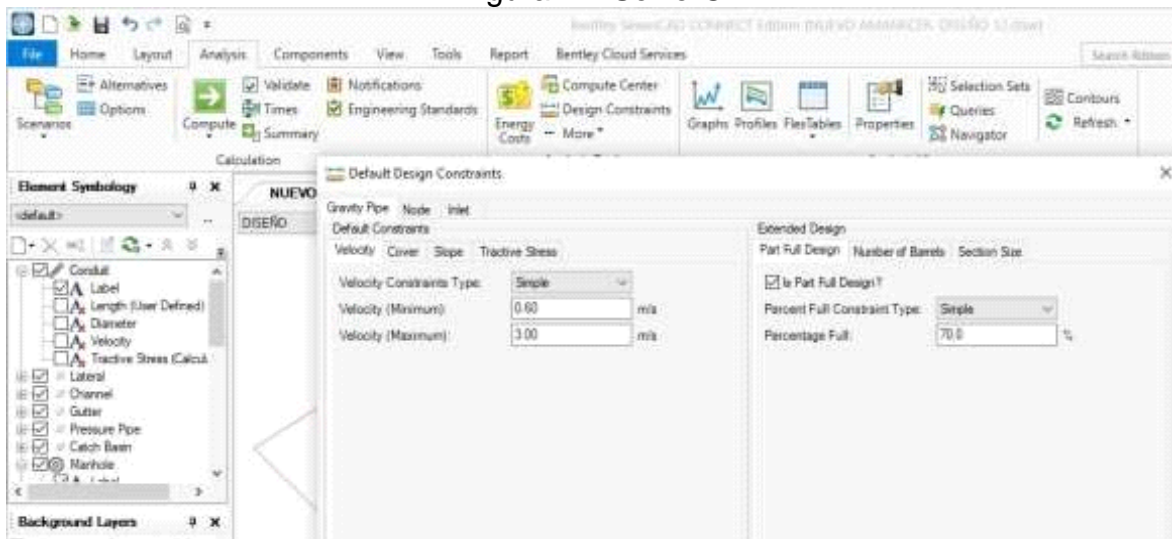 Bentley SewerCAD CONNECT Edition (NUEVO AMANECER, DISEÑO
File Home Layout Analysis Components View Tools Report Bentley Cloud Services Search Ribbon
Scenarios Alternatives Options Compute Validate Times Summary Notifications Engineering Standards Energy Costs Compute Center Design Constraints More Graphs Profiles FlexTables Properties Selection Sets Queries Navigator Contours Refresh
Calculation
Element Symbology
<default>
NUEVO
DISEÑO
Conduit
Label
Length (User Defined)
Diameter
Velocity
Tractive Stress (Calcul
Lateral
Channel
Gutter
Pressure Pipe
Catch Basin
Manhole
Label
Background Layers
Default Design Constraints
Gravity Pipe Node Inlet
Default Constraints
Velocity Cover Slope Tractive Stress
Velocity Constraints Type: Simple
Velocity (Minimum): 0.60 m/s
Velocity (Maximum): 3.00 m/s
Extended Design
Part Full Design Number of Barrels Section Size
Is Part Full Design?
Percent Full Constraint Type: Simple
Percentage Full: 70.0 %